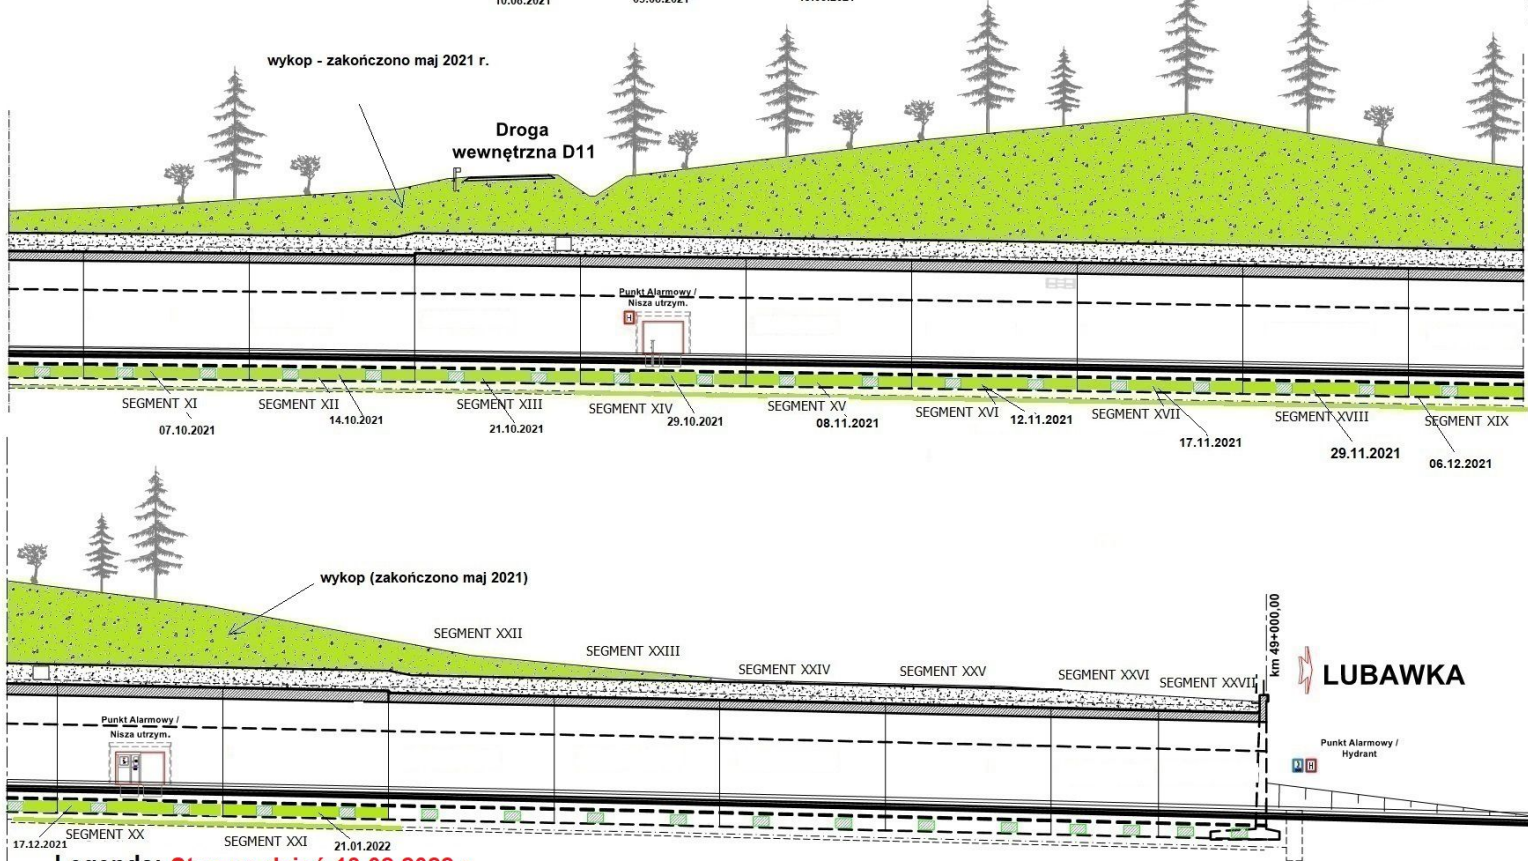 wykop - zakończono maj 2021 r.
Droga
wewnętrzna D11
Punkt Alarmowy /
Nisza utrzym.
H
SEGMENT XI
SEGMENT XII
SEGMENT XIII
SEGMENT XIV
SEGMENT XV
SEGMENT XVI
SEGMENT XVII
SEGMENT XVIII
SEGMENT XIX
07.10.2021
14.10.2021
21.10.2021
29.10.2021
08.11.2021
12.11.2021
17.11.2021
29.11.2021
06.12.2021
wykop (zakończono maj 2021)
SEGMENT XXII
SEGMENT XXIII
SEGMENT XXIV
SEGMENT XXV
SEGMENT XXVI
SEGMENT XXVII
km 49+000,00
LUBAWKA
Punkt Alarmowy /
Nisza utrzym.
Punkt Alarmowy /
Hydrant
H
SEGMENT XX
SEGMENT XXI
17.12.2021
21.01.2022